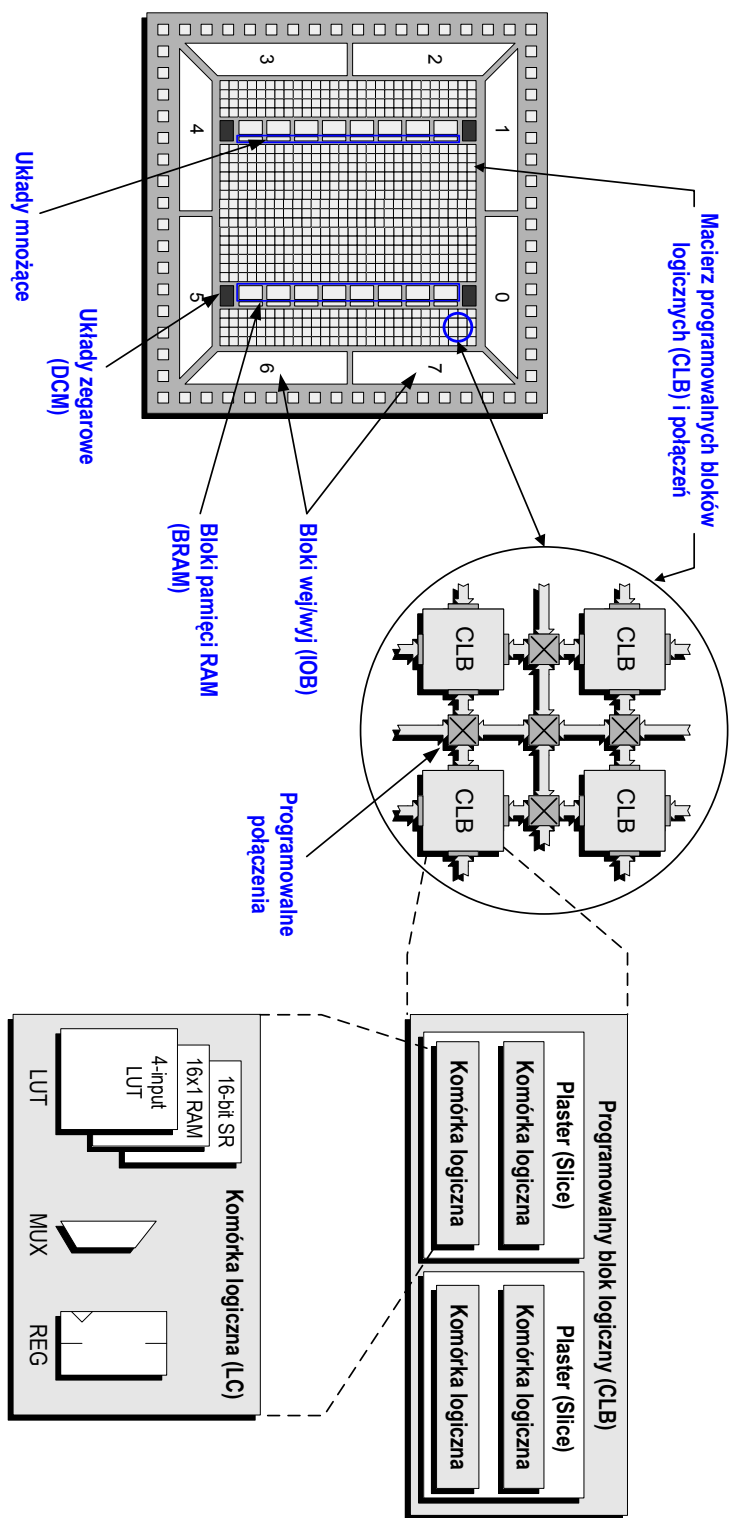 Macierz programowalnych bloków
logicznych (CLB) i połączeń
0
1
2
3
4
5
6
7
Układy mnożące
Układy zegarowe
(DCM)
Bloki pamięci RAM
(BRAM)
Bloki wej/wyj (IOB)
CLB
CLB
CLB
CLB
Programowalne
połączenia
Programowalny blok logiczny (CLB)
Plaster (Slice)
Komórka logiczna
Komórka logiczna
Plaster (Slice)
Komórka logiczna
Komórka logiczna
Komórka logiczna (LC)
16-bit SR
16x1 RAM
4-input
LUT
LUT
MUX
REG